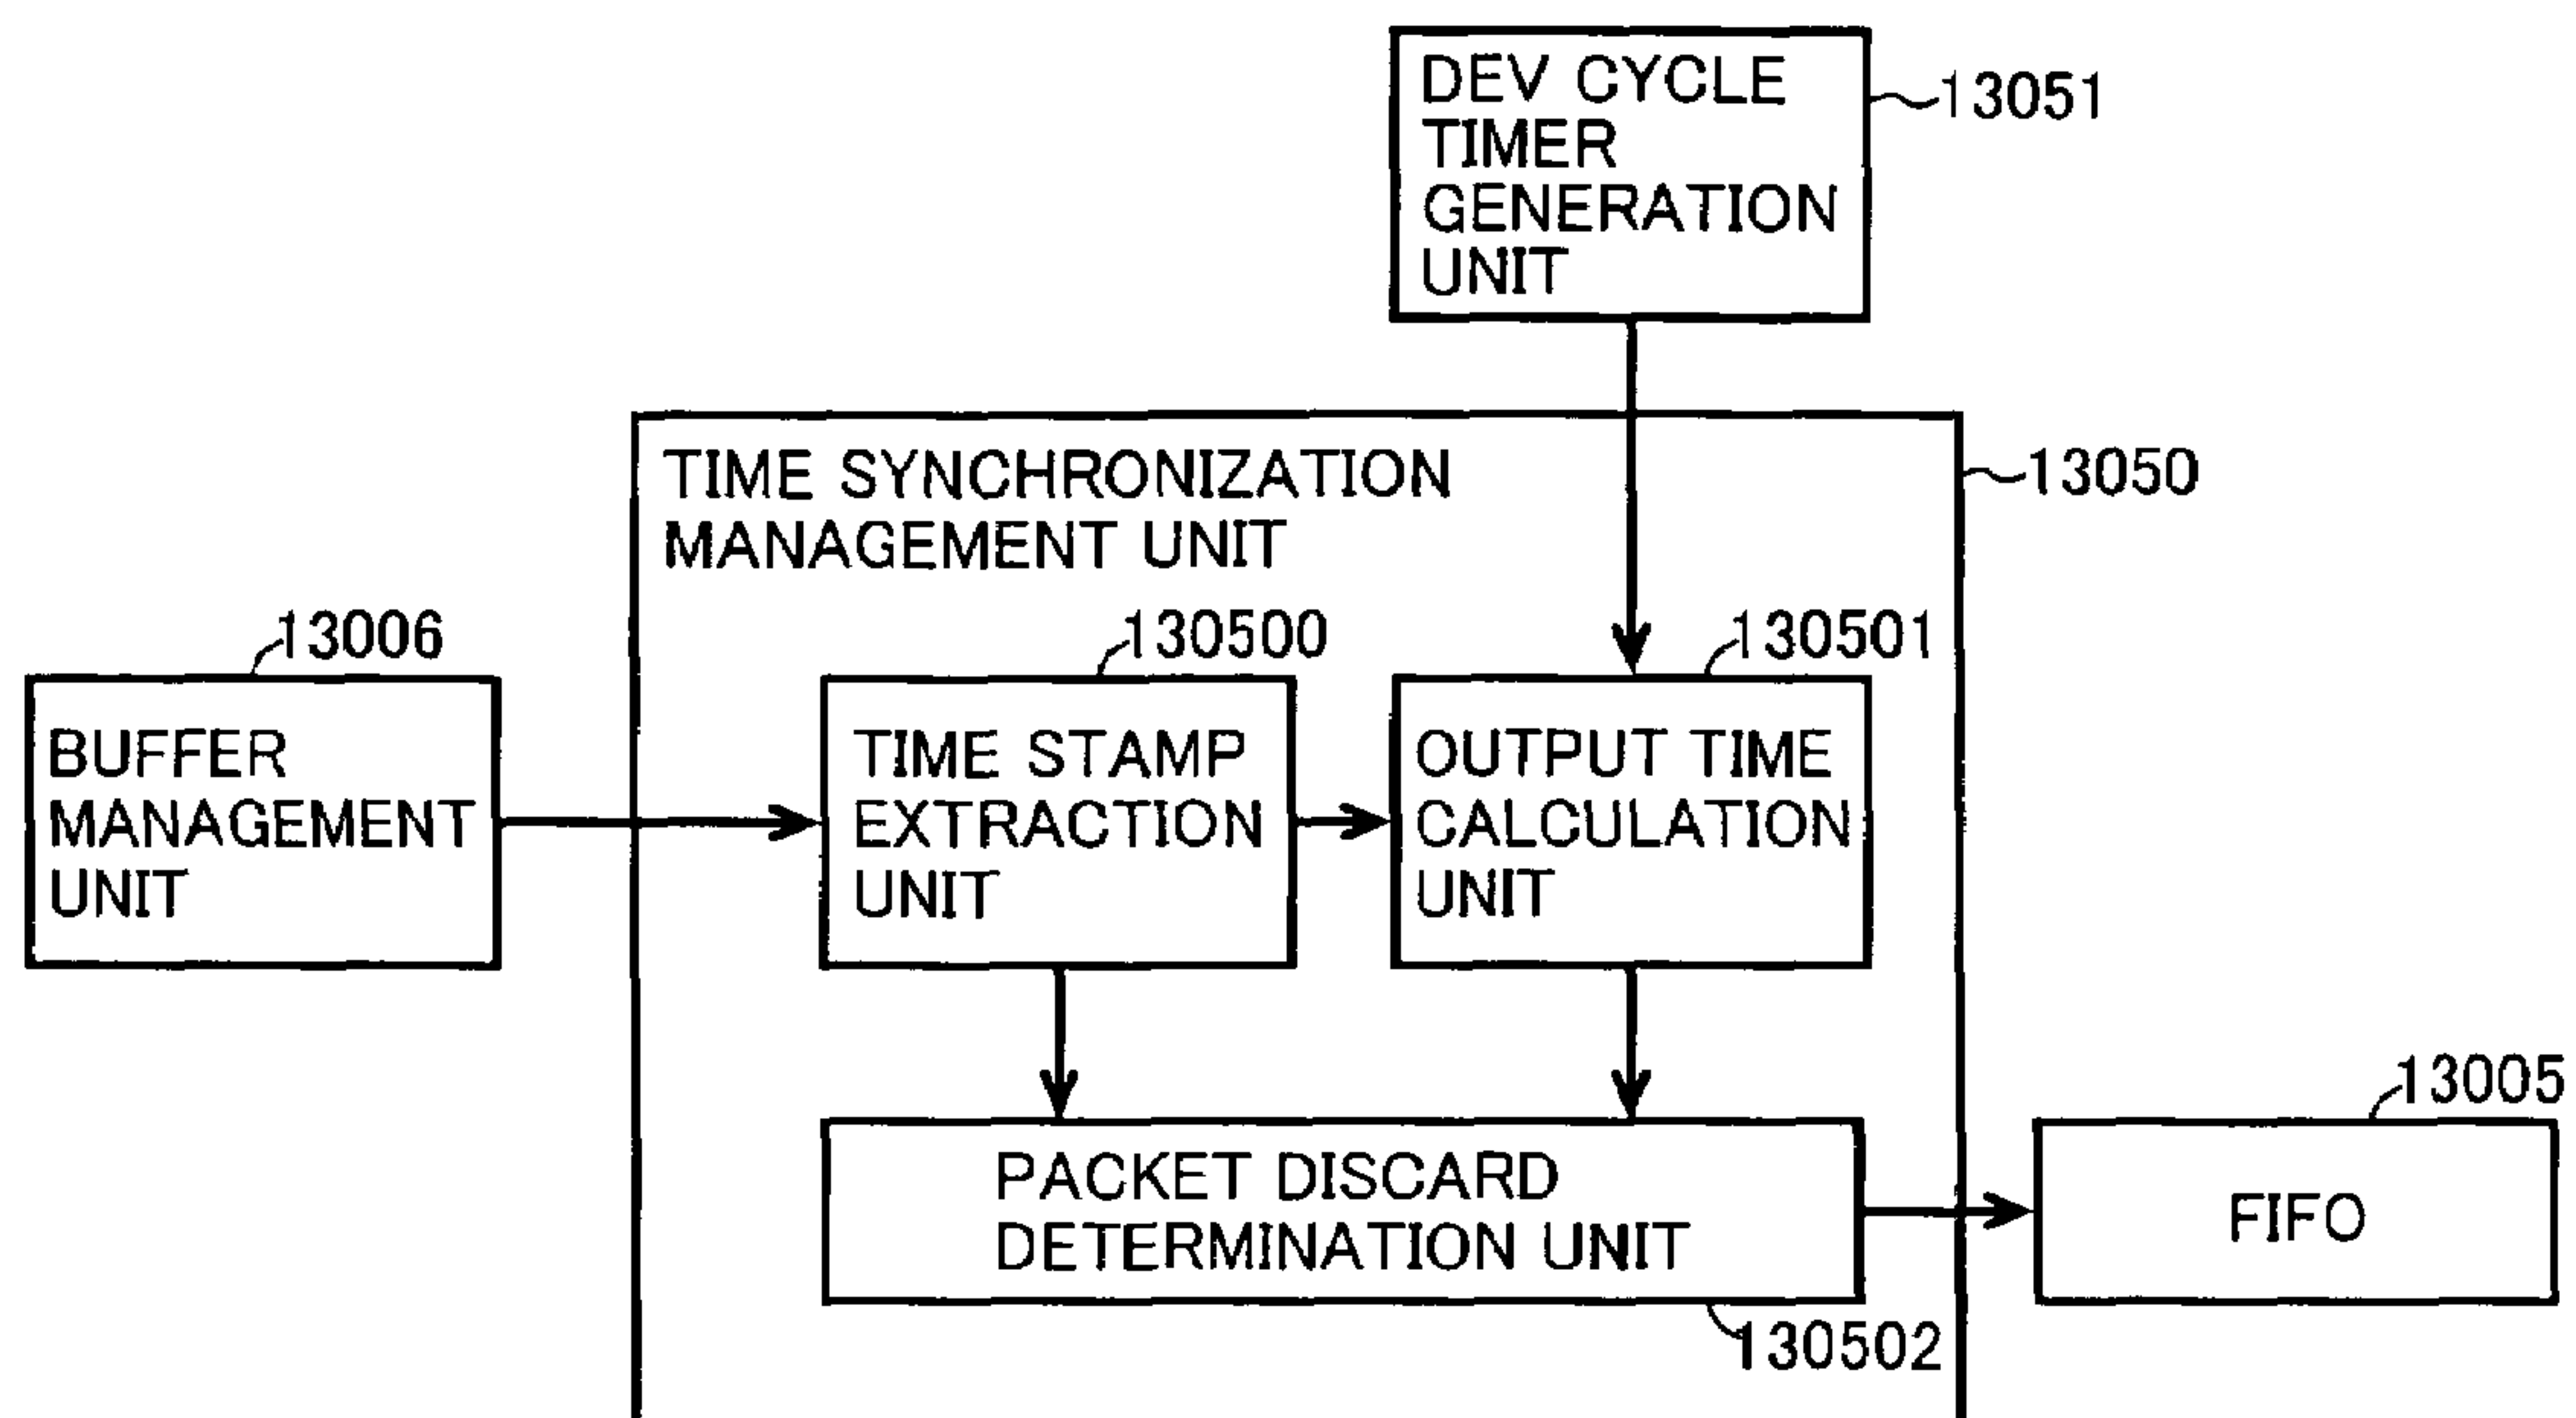 DEV CYCLE
TIMER
GENERATION
UNIT
13051
TIME SYNCHRONIZATION
MANAGEMENT UNIT
13050
13006
BUFFER
MANAGEMENT
UNIT
130500
TIME STAMP
EXTRACTION
UNIT
130501
OUTPUT TIME
CALCULATION
UNIT
PACKET DISCARD
DETERMINATION UNIT
130502
13005
FIFO